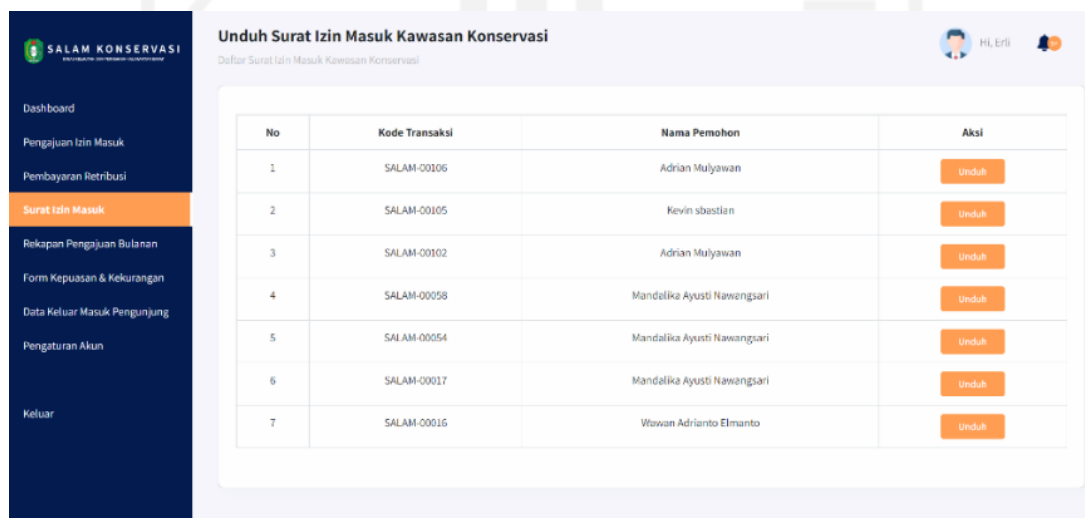 SALAM KONSERVASI
Dashboard
Pengajuan Izin Masuk
Pembayaran Retribusi
Surat Izin Masuk
Rekapan Pengajuan Bulanan
Form Kepuasan & Kekurangan
Data Keluar Masuk Pengunjung
Pengaturan Akun
Keluar
Unduh Surat Izin Masuk Kawasan Konservasi
Daftar Surat Izin Masuk Kawasan Konservasi
Hi, Erli
No Kode Transaksi Nama Pemohon Aksi
1 SALAM-00106 Adrian Mulyawan Unduh
2 SALAM-00105 Kevin sbastian Unduh
3 SALAM-00102 Adrian Mulyawan Unduh
4 SALAM-00058 Mandalika Ayusti Nawangsari Unduh
5 SALAM-00054 Mandalika Ayusti Nawangsari Unduh
6 SALAM-00017 Mandalika Ayusti Nawangsari Unduh
7 SALAM-00016 Wawan Adrianto Elmanto Unduh